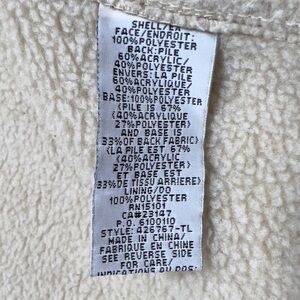 SHELL/EX
FACE/ENDROIT:
100%POLYESTER
BACK:PILE
60%ACRYLIC/
40%POLYESTER
ENVERS: LA PILE
60%ACRYLIQUE/
40%POLYESTER
BASE:100%POLYESTER
(PILE IS 67%
(40%ACRYLIQUE
27%POLYESTER)
AND BASE IS
33%OF BACK FABRIC)
(LA PILE EST 67%
(40%ACRYLIC
27%POLYESTER)
ET BASE EST
33%DE TISSU ARRIERE)
LINING/DO
100%POLYESTER
RN15101
CA#23147
P.O. 6100110
STYLE: 426767-TL
MADE IN CHINA/
FABRIQUE EN CHINE
SEE REVERSE SIDE
FOR CARE/
INDICATIONS AU DOS: